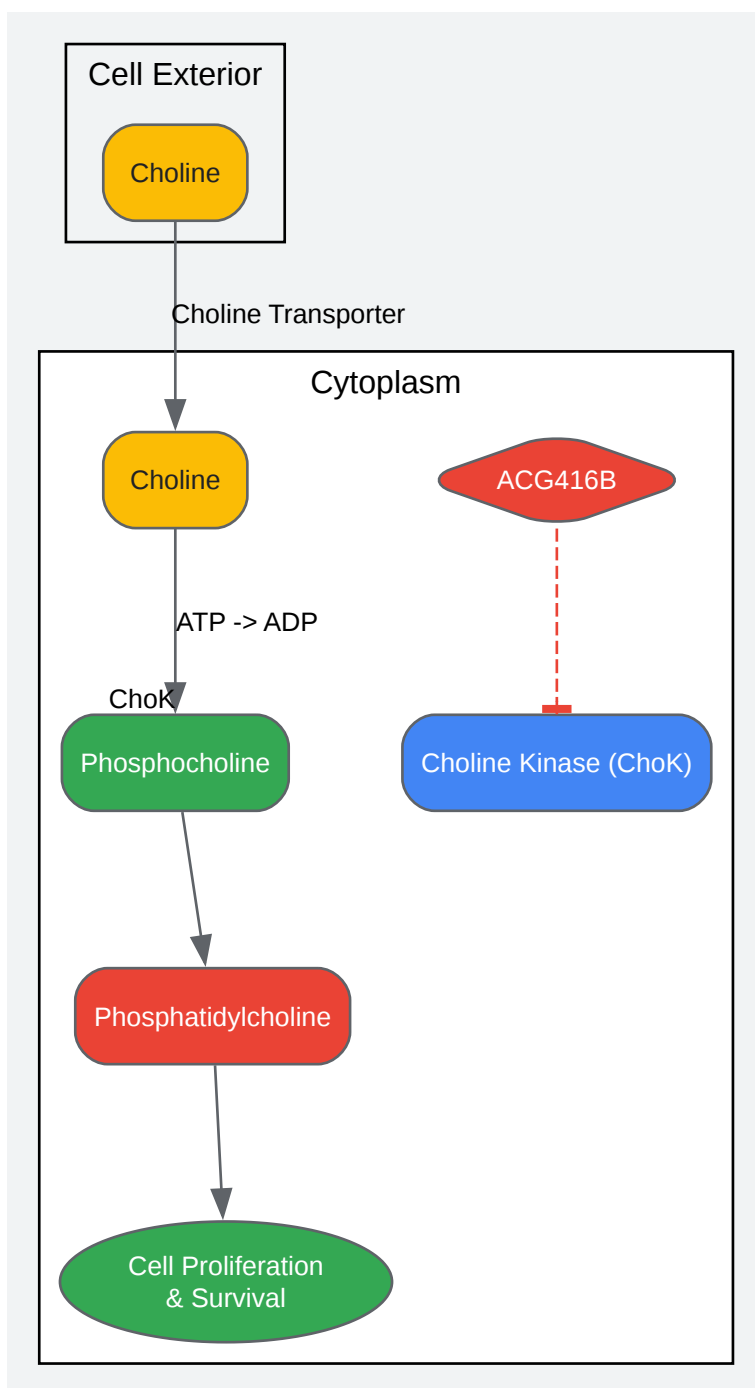 Cell Exterior
Choline
Choline Transporter
Cytoplasm
Choline
ACG416B
ATP -> ADP
ChoK
Phosphocholine
Choline Kinase (ChoK)
Phosphatidylcholine
Cell Proliferation
& Survival